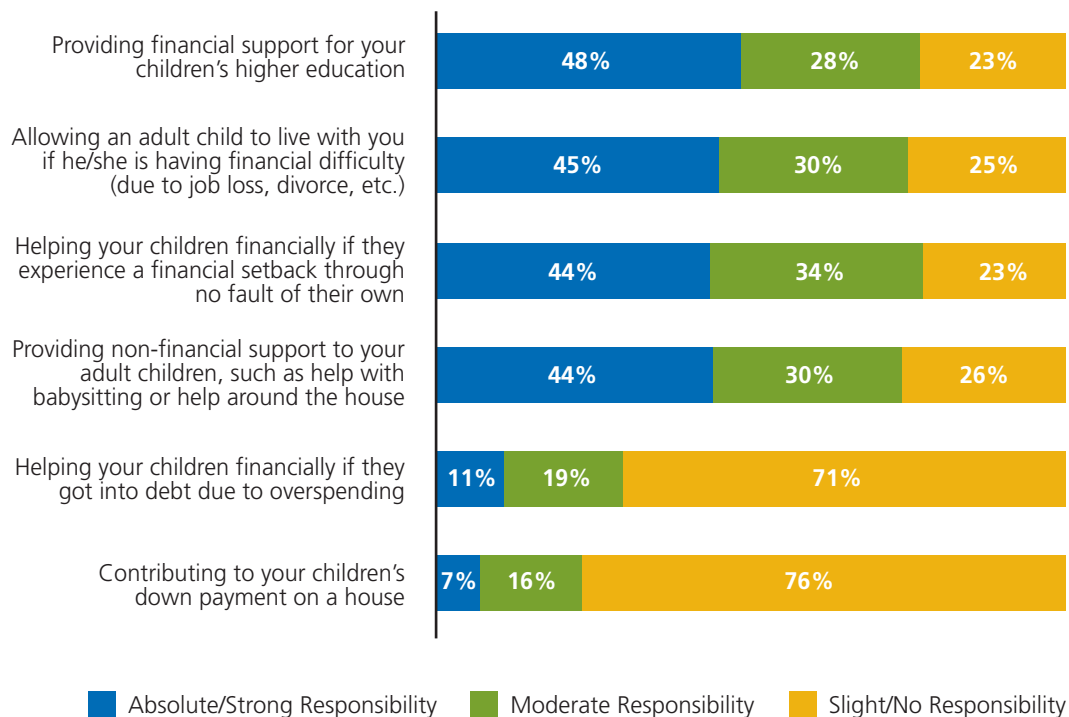 Providing financial support for your
children’s higher education
48%
28%
23%
Allowing an adult child to live with you
if he/she is having financial difficulty
(due to job loss, divorce, etc.)
45%
30%
25%
Helping your children financially if they
experience a financial setback through
no fault of their own
44%
34%
23%
Providing non-financial support to your
adult children, such as help with
babysitting or help around the house
44%
30%
26%
Helping your children financially if they
got into debt due to overspending
11%
19%
71%
Contributing to your children’s
down payment on a house
7%
16%
76%
Absolute/Strong Responsibility
Moderate Responsibility
Slight/No Responsibility